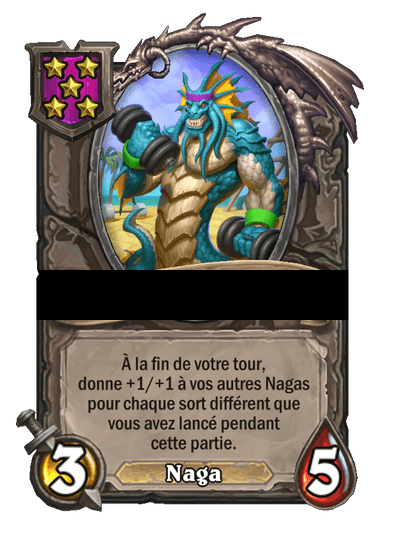 À la fin de votre tour,
donne +1/+1 à vos autres Nagas
pour chaque sort différent que
vous avez lancé pendant
cette partie.
3
Naga
5